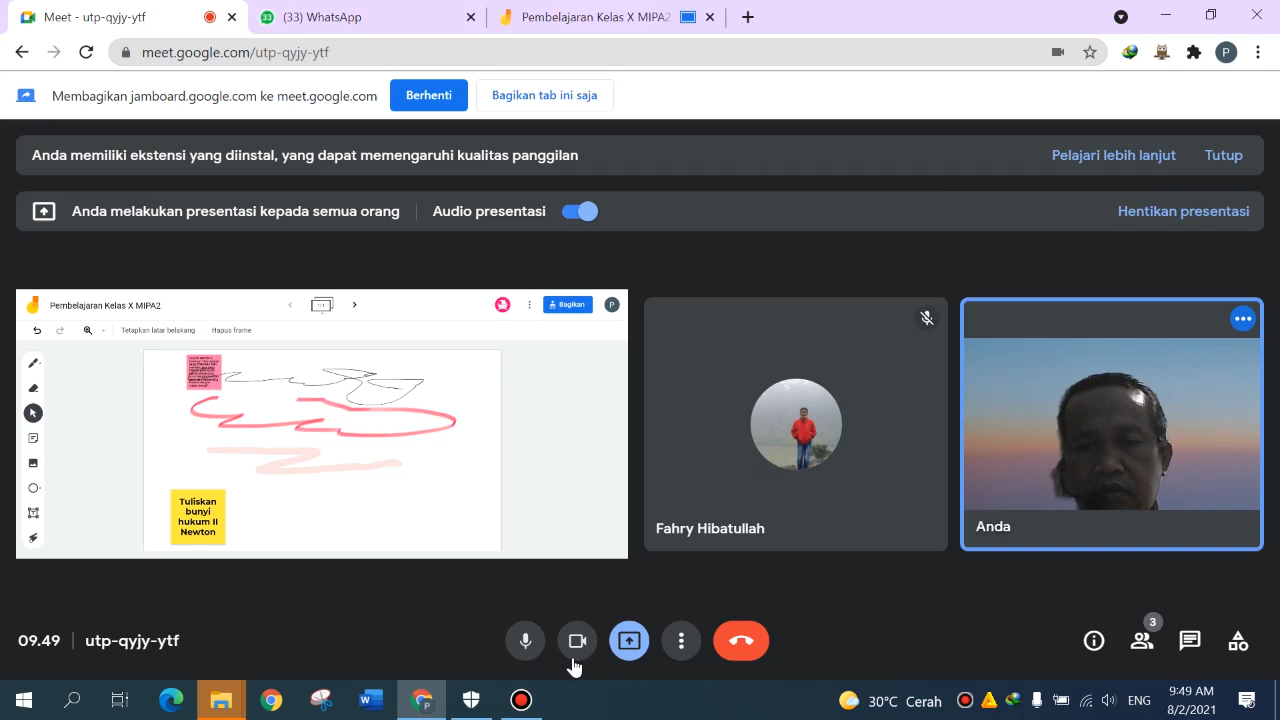 Meet - utp-qyjy-ytf
(33) WhatsApp
Pembelajaran Kelas X MIPA2
meet.google.com/utp-qyjy-ytf
P
Membagikan jamboard.google.com ke meet.google.com
Berhenti
Bagikan tab ini saja
Anda memiliki ekstensi yang diinstal, yang dapat memengaruhi kualitas panggilan
Pelajari lebih lanjut
Tutup
Anda melakukan presentasi kepada semua orang
Audio presentasi
Hentikan presentasi
Pembelajaran Kelas X MIPA2
Bagikan
P
Tetapkan latar belakang
Hapus frame
Tuliskan
bunyi
hukum II
Newton
Fahry Hibatullah
Anda
09.49
utp-qyjy-ytf
3
30°C Cerah
ENG
9:49 AM
8/2/2021